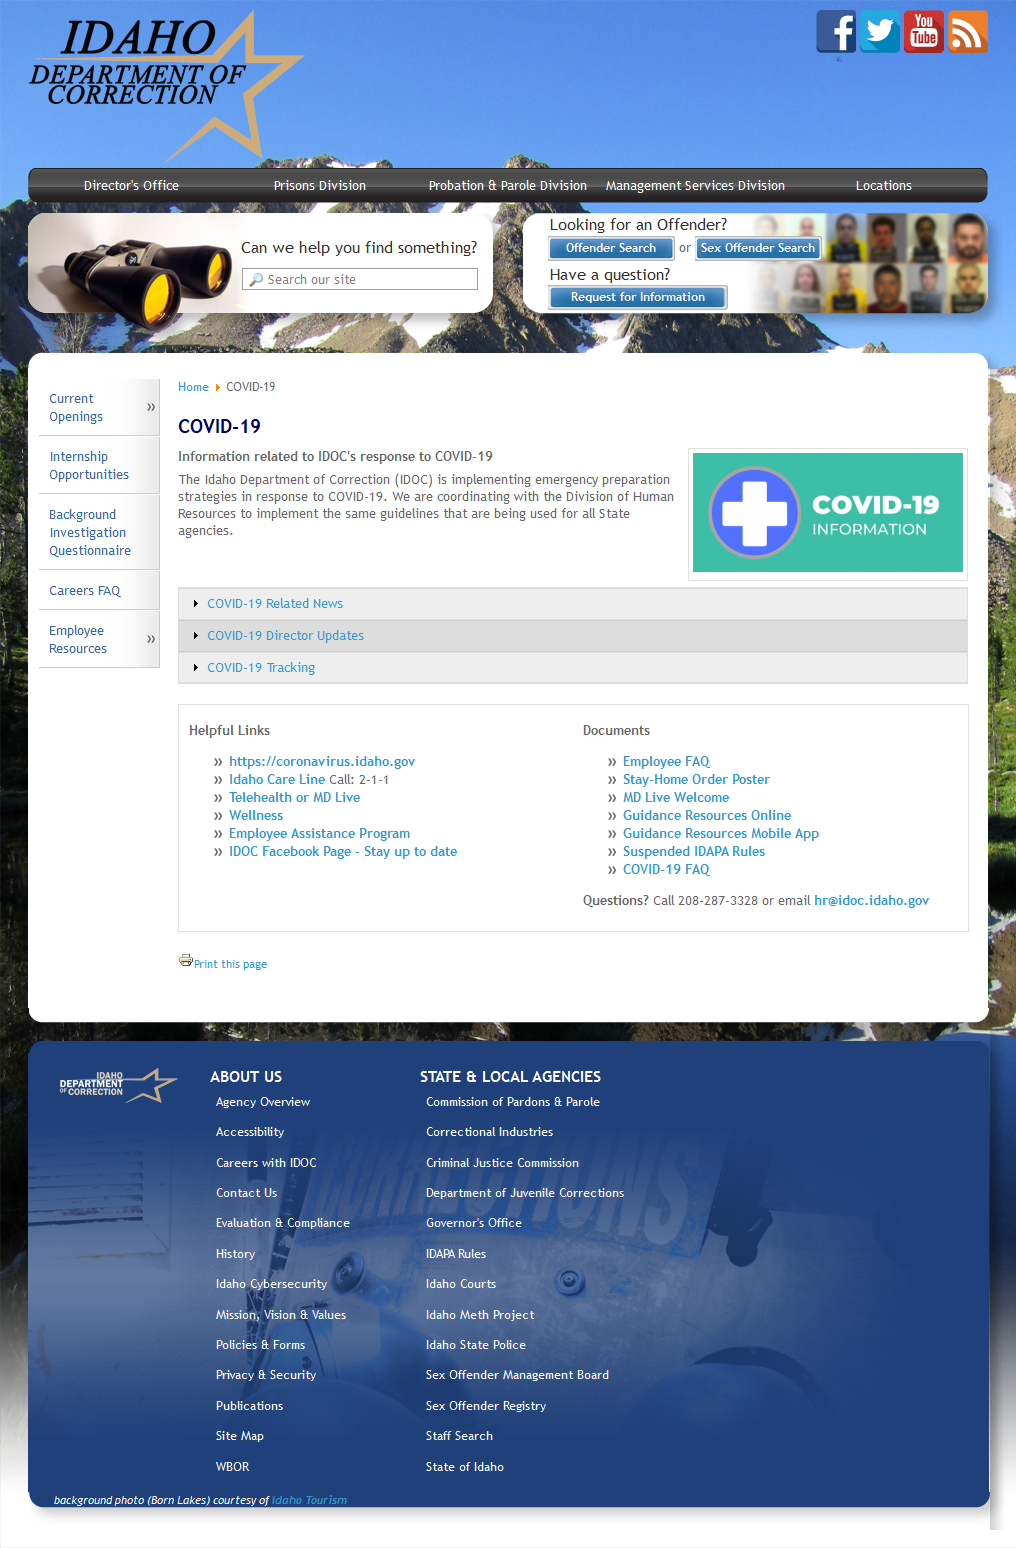 IDAHO
DEPARTMENT OF
CORRECTION
You
Tube
Director's Office
Prisons Division
Probation & Parole Division
Management Services Division
Locations
Can we help you find something?
Search our site
Looking for an Offender?
Offender Search or Sex Offender Search
Have a question?
Request for Information
Current
Openings
Internship
Opportunities
Background
Investigation
Questionnaire
Careers FAQ
Employee
Resources
Home COVID-19
COVID-19
Information related to IDOC's response to COVID-19
The Idaho Department of Correction (IDOC) is implementing emergency preparation
strategies in response to COVID-19. We are coordinating with the Division of Human
Resources to implement the same guidelines that are being used for all State
agencies.
COVID-19
INFORMATION
COVID-19 Related News
COVID-19 Director Updates
COVID-19 Tracking
Helpful Links
» https://coronavirus.idaho.gov
» Idaho Care Line Call: 2-1-1
» Telehealth or MD Live
» Wellness
» Employee Assistance Program
» IDOC Facebook Page - Stay up to date
Documents
» Employee FAQ
» Stay-Home Order Poster
» MD Live Welcome
» Guidance Resources Online
» Guidance Resources Mobile App
» Suspended IDAPA Rules
» COVID-19 FAQ
Questions? Call 208-287-3328 or email hr@idoc.idaho.gov
Print this page
IDAHO
DEPARTMENT
OF CORRECTION
ABOUT US
Agency Overview
Accessibility
Careers with IDOC
Contact Us
Evaluation & Compliance
History
Idaho Cybersecurity
Mission, Vision & Values
Policies & Forms
Privacy & Security
Publications
Site Map
WBOR
STATE & LOCAL AGENCIES
Commission of Pardons & Parole
Correctional Industries
Criminal Justice Commission
Department of Juvenile Corrections
Governor's Office
IDAPA Rules
Idaho Courts
Idaho Meth Project
Idaho State Police
Sex Offender Management Board
Sex Offender Registry
Staff Search
State of Idaho
CORRECTIONS
background photo (Born Lakes) courtesy of Idaho Tourism